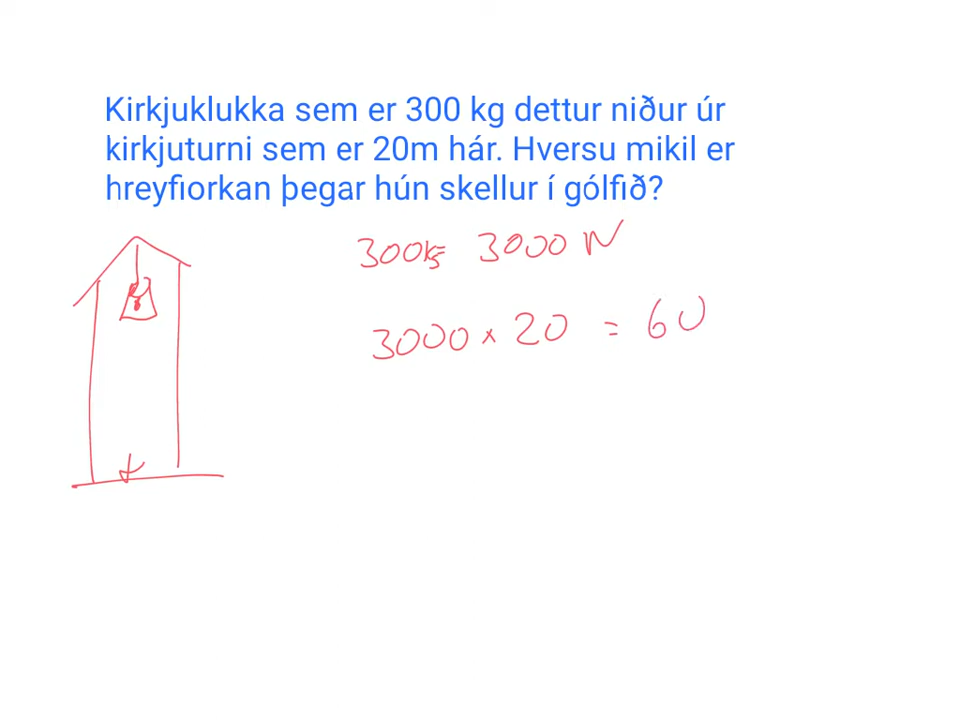 Kirkjuklukka sem er 300 kg dettur niður úr
kirkjuturni sem er 20m hár. Hversu mikil er
hreyfiorkan þegar hún skellur í gólfið?
300kg 3000 N
3000 × 20 = 60